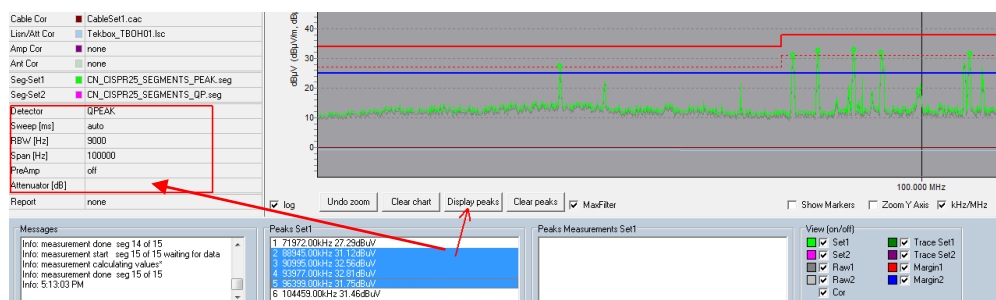 Cable Cor CableSet1.cac
Lisn/Att Cor Tekbox_TBOH01.lsc
Amp Cor none
Ant Cor none
Seg-Set1 CN_CISPR25_SEGMENTS_PEAK.seg
Seg-Set2 CN_CISPR25_SEGMENTS_QP.seg
Detector QPEAK
Sweep [ms] auto
RBW [Hz] 9000
Span [Hz] 100000
PreAmp off
Attenuator [dB]
Report none
dBµV (dBµV/m, dB
40
30
20
10
0
100.000 MHz
log Undo zoom Clear chart Display peaks Clear peaks MaxFilter Show Markers Zoom Y Axis kHz/MHz
Messages
Info: measurement done seg 14 of 15
Info: measurement start seg 15 of 15 waiting for data
Info: measurement calculating values*
Info: measurement done seg 15 of 15
Info: 5:13:03 PM
Peaks Set1
1 71972.00kHz 27.29dBuV
2 88945.00kHz 31.12dBuV
3 90995.00kHz 32.56dBuV
4 93977.00kHz 32.81dBuV
5 96399.00kHz 31.75dBuV
6 104459.00kHz 31.46dBuV
Peaks Measurements Set1
View (on/off)
Set1 Trace Set1
Set2 Trace Set2
Raw1 Margin1
Raw2 Margin2
Cor